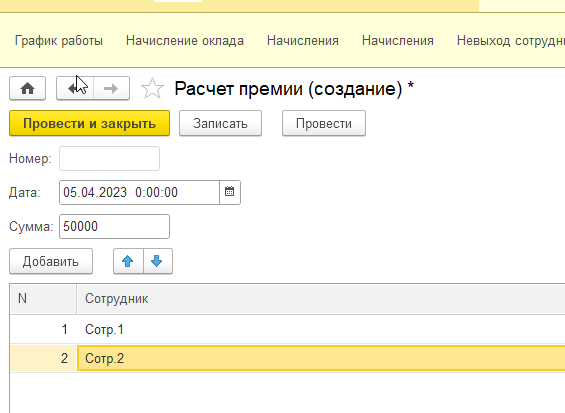 График работы Начисление оклада Начисления Начисления Невыход сотрудн
Расчет премии (создание) *
Провести и закрыть Записать Провести
Номер:
Дата: 05.04.2023 0:00:00
Сумма: 50000
Добавить
N Сотрудник
1 Сотр.1
2 Сотр.2